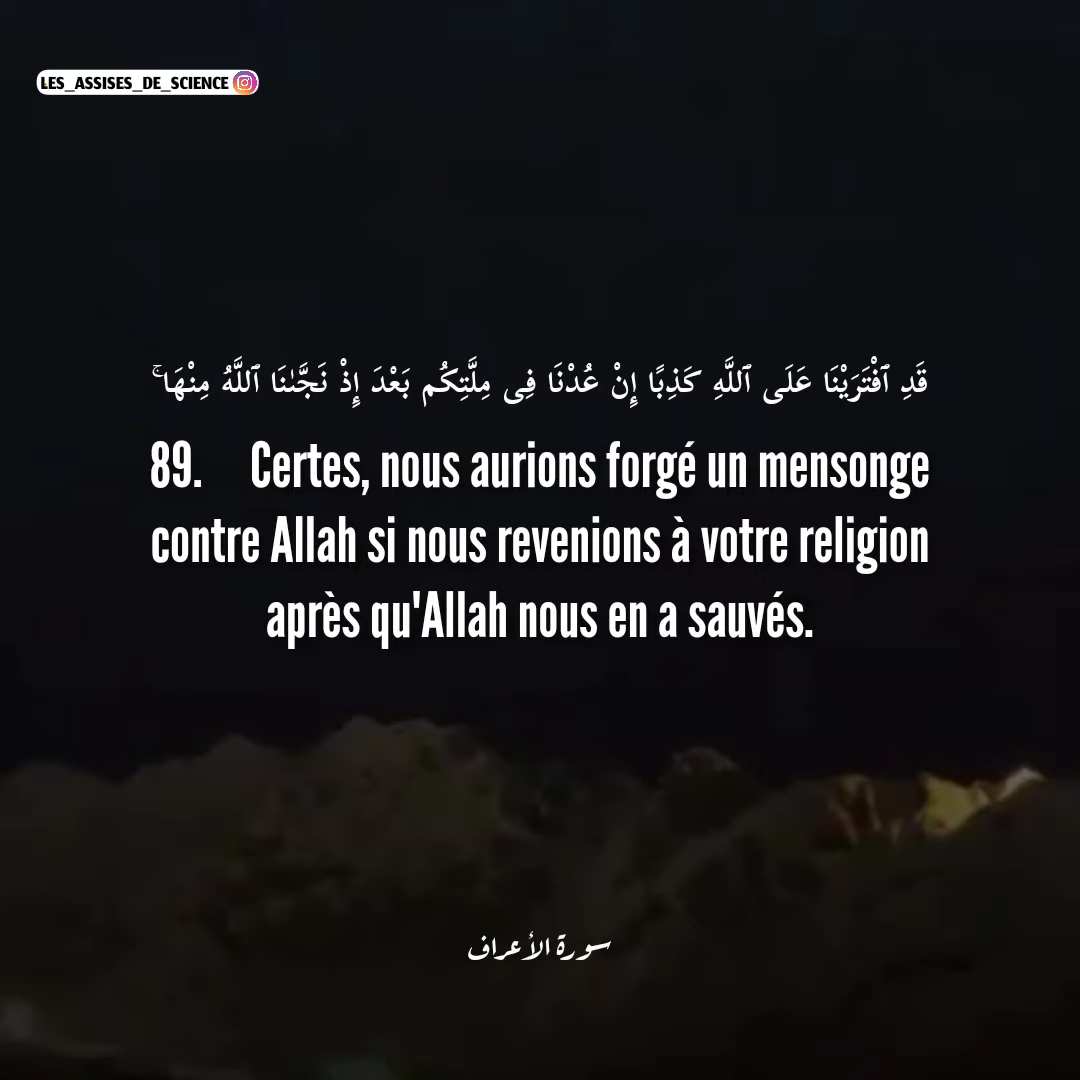 LES_ASSISES_DE_SCIENCE
قَدِ ٱفْتَرَيْنَا عَلَى ٱللَّهِ كَذِبًا إِنْ عُدْنَا فِى مِلَّتِكُم بَعْدَ إِذْ نَجَّىٰنَا ٱللَّهُ مِنْهَا ۚ
89. Certes, nous aurions forgé un mensonge
contre Allah si nous revenions à votre religion
après qu'Allah nous en a sauvés.
سورة الأعراف